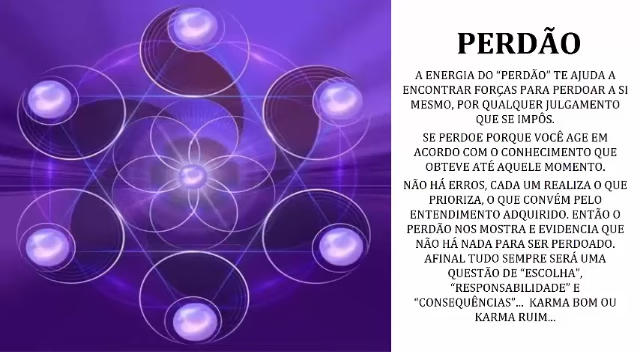 PERDÃO
A ENERGIA DO “PERDÃO” TE AJUDA A
ENCONTRAR FORÇAS PARA PERDOAR A SI
MESMO, POR QUALQUER JULGAMENTO
QUE SE IMPÔS.
SE PERDOE PORQUE VOCÊ AGE EM
ACORDO COM O CONHECIMENTO QUE
OBTEVE ATÉ AQUELE MOMENTO.
NÃO HÁ ERROS, CADA UM REALIZA O QUE
PRIORIZA, O QUE CONVÉM PELO
ENTENDIMENTO ADQUIRIDO. ENTÃO O
PERDÃO NOS MOSTRA E EVIDENCIA QUE
NÃO HÁ NADA PARA SER PERDOADO.
AFINAL TUDO SEMPRE SERÁ UMA
QUESTÃO DE “ESCOLHA”,
“RESPONSABILIDADE” E
“CONSEQUÊNCIAS”... KARMA BOM OU
KARMA RUIM...